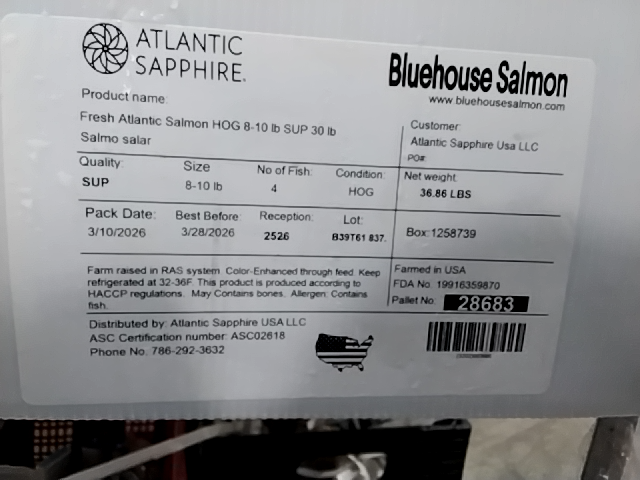 ATLANTIC
SAPPHIRE.
Bluehouse Salmon
www.bluehousesalmon.com
Product name:
Fresh Atlantic Salmon HOG 8-10 lb SUP 30 lb
Salmo salar
Customer:
Atlantic Sapphire Usa LLC
PO#:
Quality: Size No of Fish: Condition:
SUP 8-10 lb 4 HOG
Net weight:
36.86 LBS
Pack Date: Best Before: Reception: Lot:
3/10/2026 3/28/2026 2526 B39T61 837.
Box: 1258739
Farm raised in RAS system. Color-Enhanced through feed. Keep
refrigerated at 32-36F. This product is produced according to
HACCP regulations. May Contains bones. Allergen: Contains
fish.
Farmed in USA
FDA No. 19916359870
Pallet No: 28683
Distributed by: Atlantic Sapphire USA LLC
ASC Certification number: ASC02618
Phone No. 786-292-3632